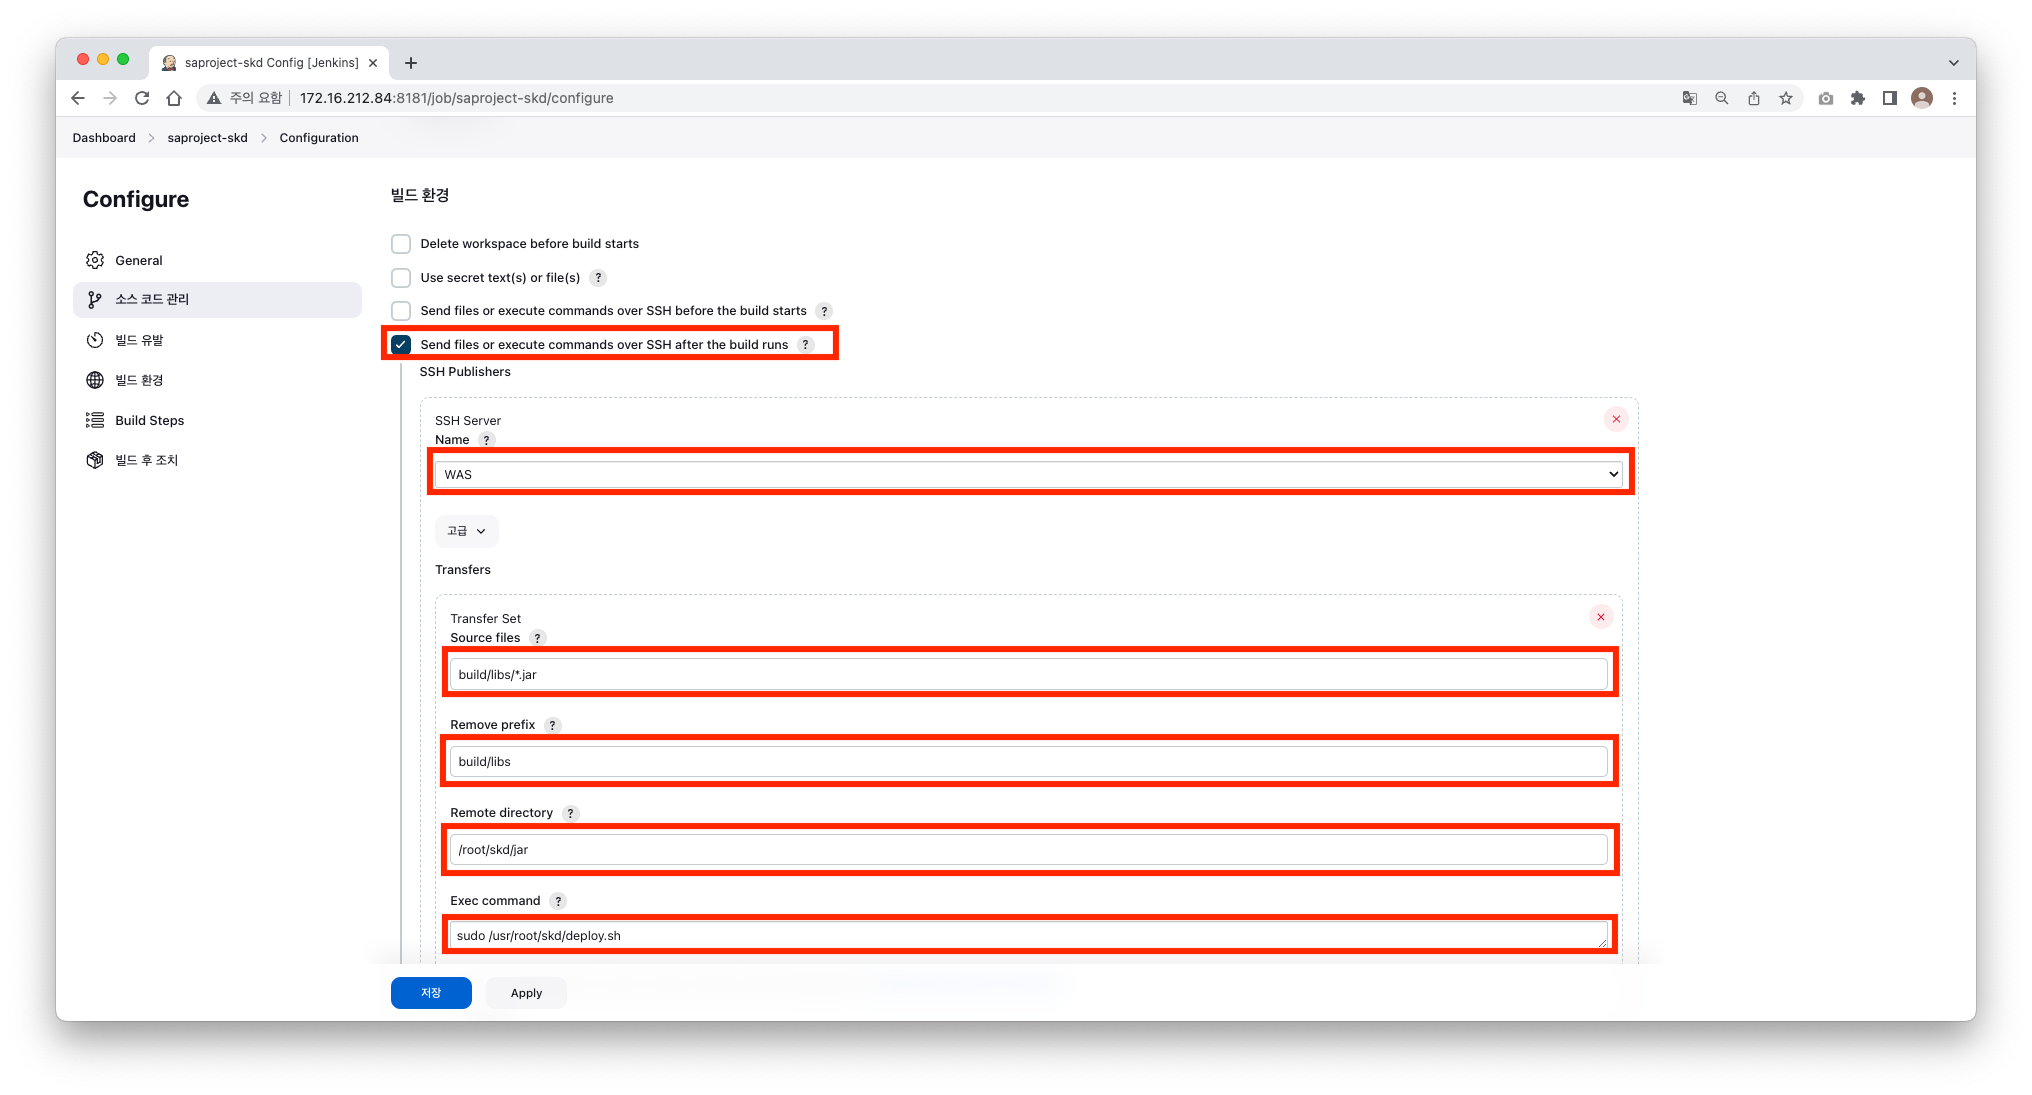 saproject-skd Config [Jenkins]
주의 요함
172.16.212.84:8181/job/saproject-skd/configure
Dashboard
saproject-skd
Configuration
Configure
General
소스 코드 관리
빌드 유발
빌드 환경
Build Steps
빌드 후 조치
빌드 환경
Delete workspace before build starts
Use secret text(s) or file(s) ?
Send files or execute commands over SSH before the build starts ?
Send files or execute commands over SSH after the build runs ?
SSH Publishers
SSH Server
Name ?
WAS
고급
Transfers
Transfer Set
Source files ?
build/libs/*.jar
Remove prefix ?
build/libs
Remote directory ?
/root/skd/jar
Exec command ?
sudo /usr/root/skd/deploy.sh
저장
Apply